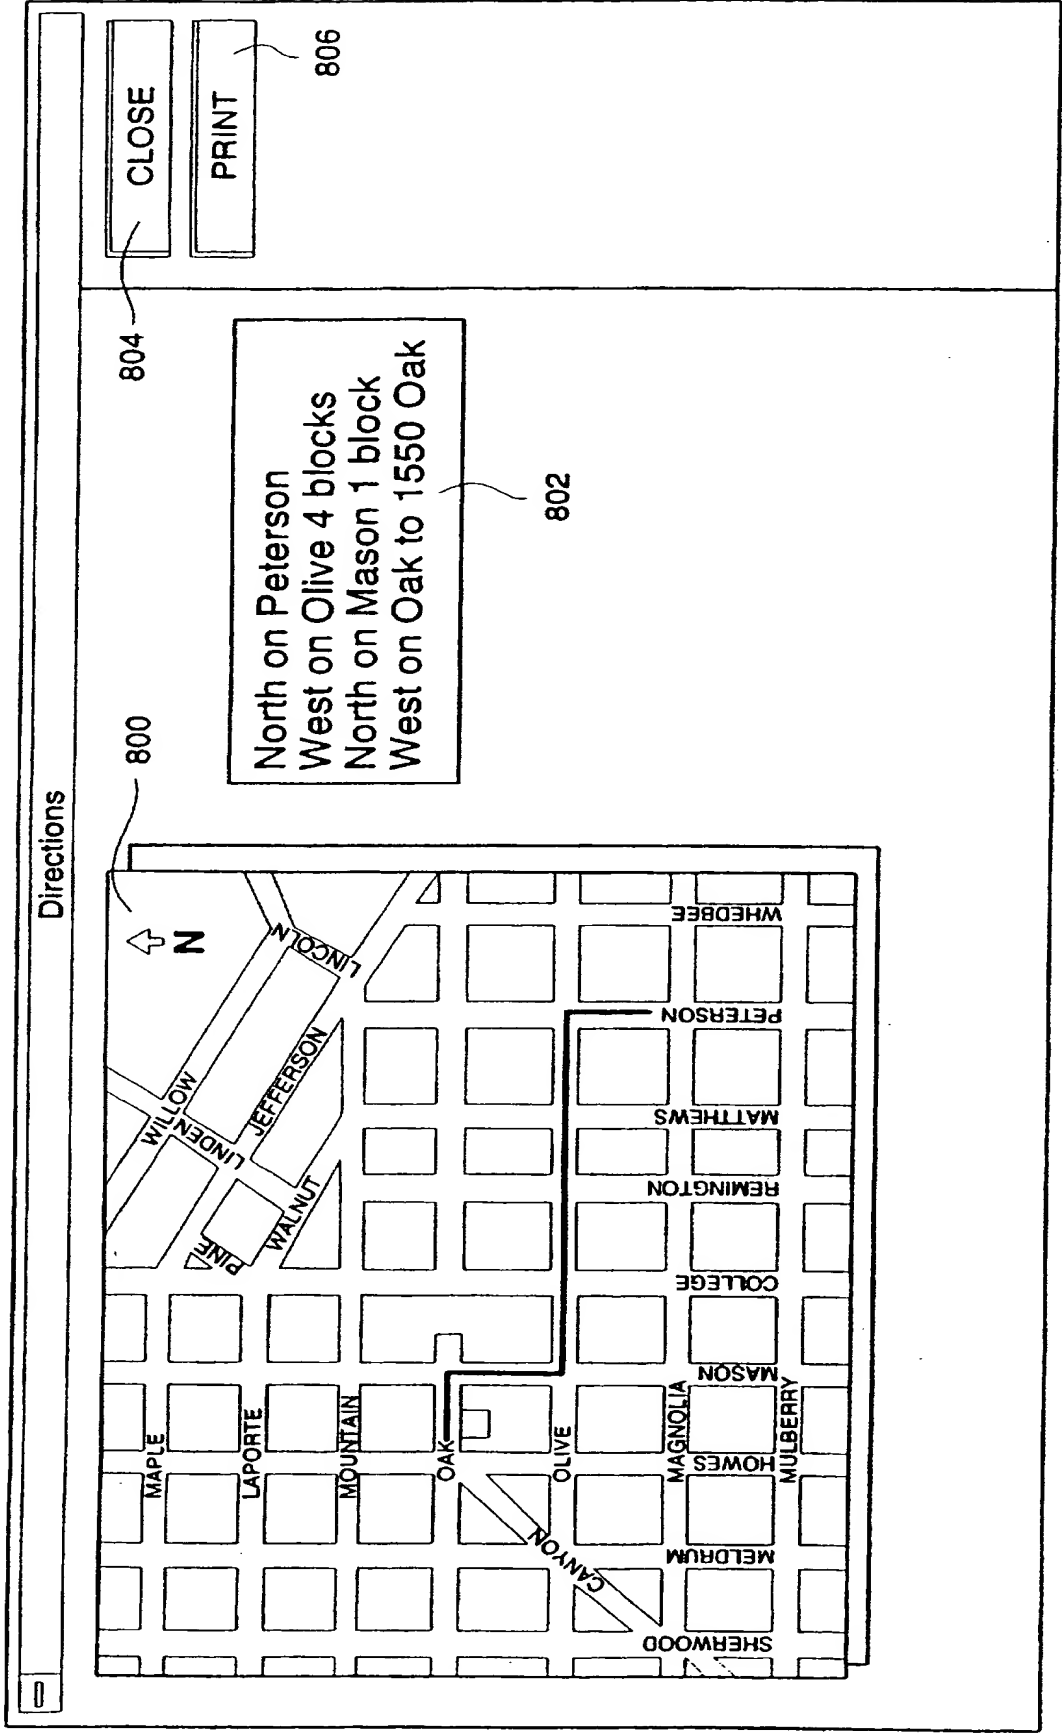 Directions
800
N
WILLOW
LINCOLN
LINDEN
JEFFERSON
PINE
WALNUT
MAPLE
LAPORTE
MOUNTAIN
OAK
OLIVE
CANYON
MAGNOLIA
MULBERRY
SHERWOOD
MELDRUM
HOWES
MASON
COLLEGE
REMINGTON
MATTHEWS
PETERSON
WHEDBEE
North on Peterson
West on Olive 4 blocks
North on Mason 1 block
West on Oak to 1550 Oak
802
804
CLOSE
PRINT
806